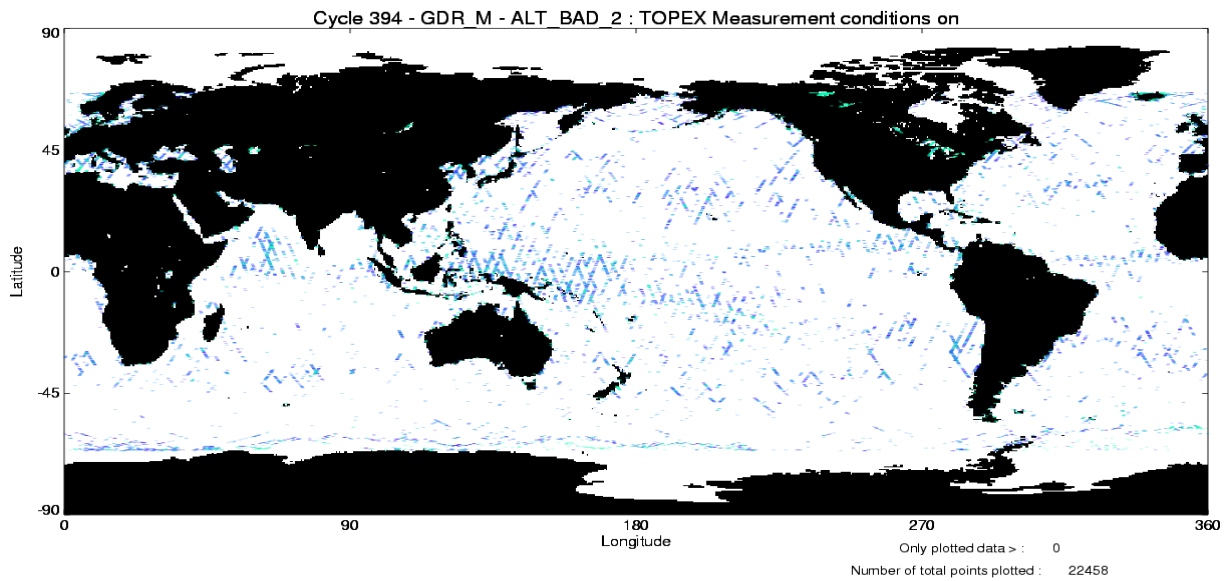 Cycle 394 - GDR_M - ALT_BAD_2 : TOPEX Measurement conditions on
90
45
0
-45
-90
Latitude
0 90 180 270 360
Longitude
Only plotted data > : 0
Number of total points plotted : 22458